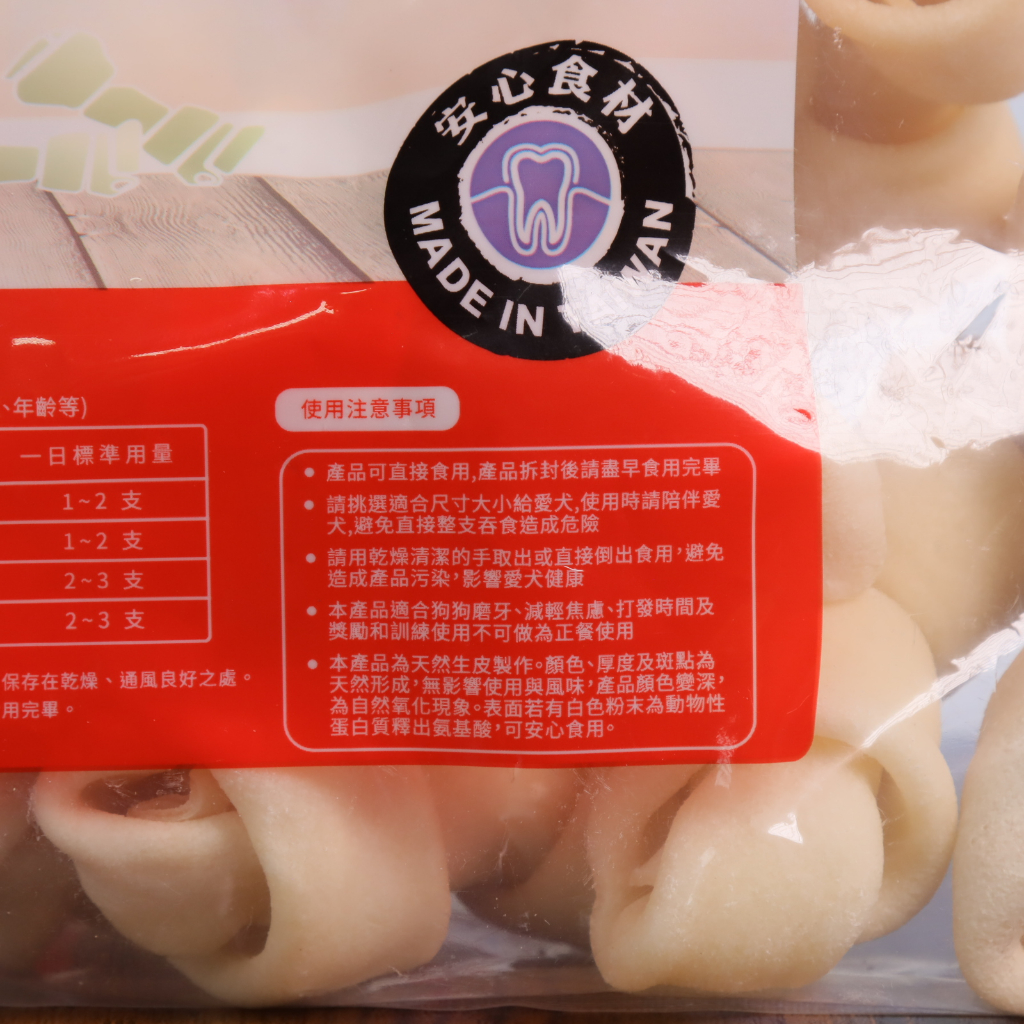 安心食材
MADE IN TAIWAN
、年齡等)
一日標準用量
1~2 支
1~2 支
2~3 支
2~3 支
保存在乾燥、通風良好之處。
用完畢。
使用注意事項
● 產品可直接食用,產品拆封後請盡早食用完畢
● 請挑選適合尺寸大小給愛犬,使用時請陪伴愛
犬,避免直接整支吞食造成危險
● 請用乾燥清潔的手取出或直接倒出食用,避免
造成產品污染,影響愛犬健康
● 本產品適合狗狗磨牙、減輕焦慮、打發時間及
獎勵和訓練使用不可做為正餐使用
● 本產品為天然生皮製作。顏色、厚度及斑點為
天然形成,無影響使用與風味,產品顏色變深,
為自然氧化現象。表面若有白色粉末為動物性
蛋白質釋出氨基酸,可安心食用。